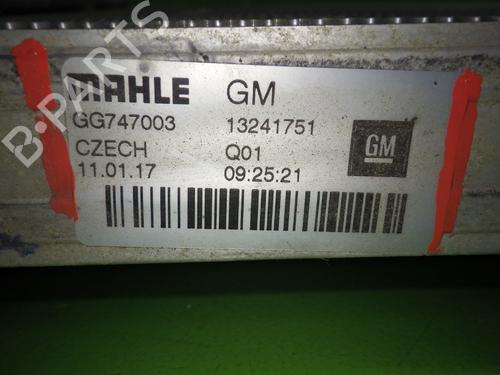 MAHLE GM
GG747003 13241751
CZECH Q01 GM
11.01.17 09:25:21
B-PARTS